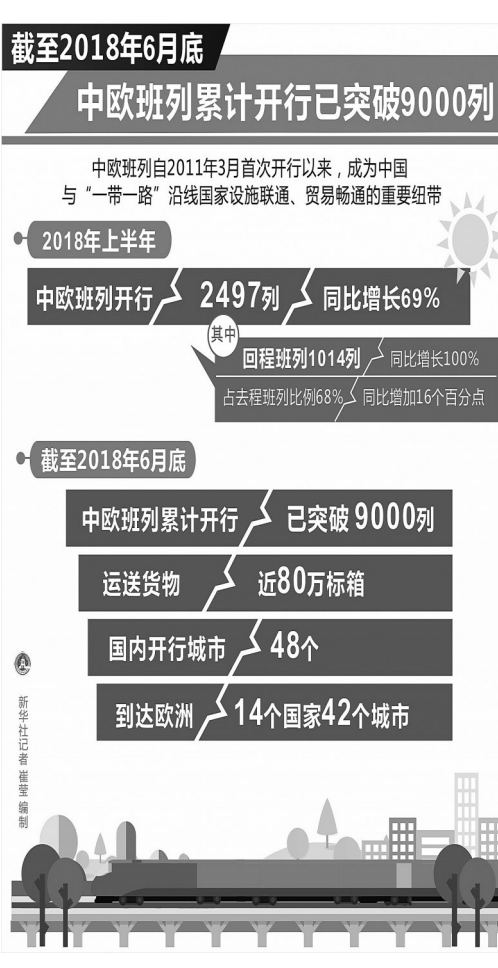 截至2018年6月底
中欧班列累计开行已突破9000列
中欧班列自2011年3月首次开行以来，成为中国
与“一带一路”沿线国家设施联通、贸易畅通的重要纽带
2018年上半年
中欧班列开行 2497列 同比增长69%
其中
回程班列1014列 同比增长100%
占去程班列比例68% 同比增加16个百分点
截至2018年6月底
中欧班列累计开行 已突破9000列
运送货物 近80万标箱
国内开行城市 48个
到达欧洲 14个国家42个城市
新华社记者 崔莹 编制